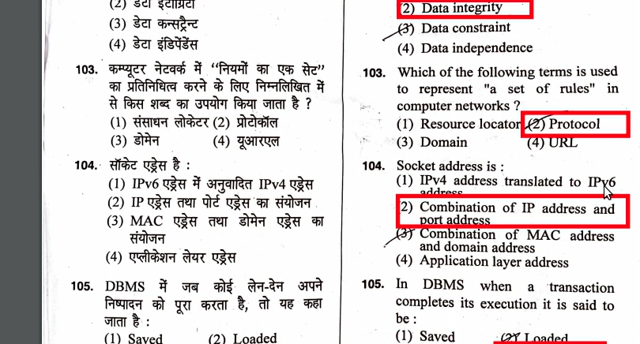 (2) डेटा इंटीग्रिटी
(3) डेटा कन्सट्रैन्ट
(4) डेटा इंडिपेंडेंस
103. कम्प्यूटर नेटवर्क में “नियमों का एक सेट”
का प्रतिनिधित्व करने के लिए निम्नलिखित में
से किस शब्द का उपयोग किया जाता है ?
(1) संसाधन लोकेटर (2) प्रोटोकॉल
(3) डोमेन (4) यूआरएल
104. सॉकेट एड्रेस है :
(1) IPv6 एड्रेस में अनुवादित IPv4 एड्रेस
(2) IP एड्रेस तथा पोर्ट एड्रेस का संयोजन
(3) MAC एड्रेस तथा डोमेन एड्रेस का
संयोजन
(4) एप्लीकेशन लेयर एड्रेस
105. DBMS में जब कोई लेन-देन अपने
निष्पादन को पूरा करता है, तो यह कहा
जाता है :
(1) Saved (2) Loaded
(2) Data integrity
(3) Data constraint
(4) Data independence
103. Which of the following terms is used
to represent "a set of rules" in
computer networks ?
(1) Resource locator (2) Protocol
(3) Domain (4) URL
104. Socket address is :
(1) IPv4 address translated to IPv6
address
2) Combination of IP address and
port address
(3) Combination of MAC address
and domain address
(4) Application layer address
105. In DBMS when a transaction
completes its execution it is said to
be :
(1) Saved (2) Loaded